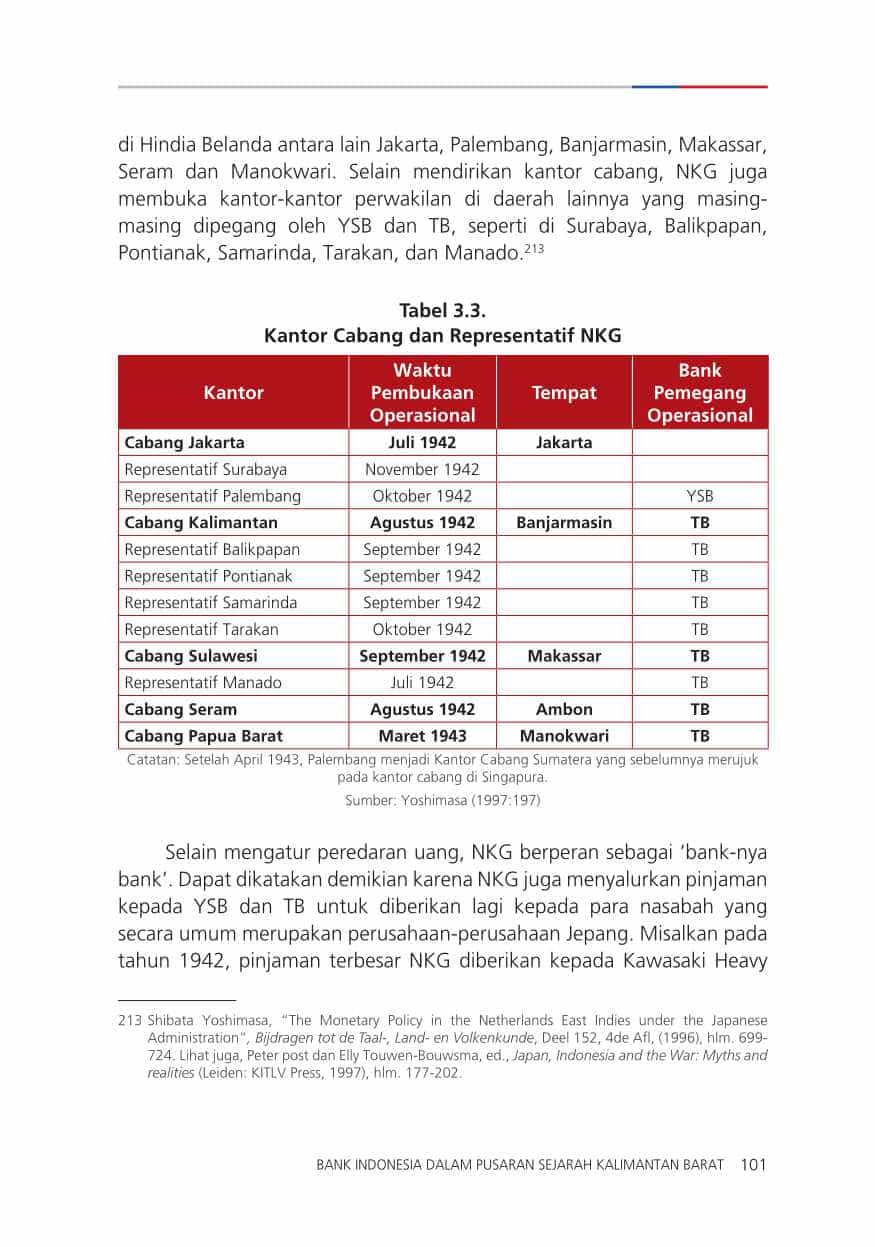 di Hindia Belanda antara lain Jakarta, Palembang, Banjarmasin, Makassar,
Seram dan Manokwari. Selain mendirikan kantor cabang, NKG juga
membuka kantor-kantor perwakilan di daerah lainnya yang masing-
masing dipegang oleh YSB dan TB, seperti di Surabaya, Balikpapan,
Pontianak, Samarinda, Tarakan, dan Manado.213
Tabel 3.3.
Kantor Cabang dan Representatif NKG
Kantor Waktu Pembukaan Operasional Tempat Bank Pemegang Operasional
Cabang Jakarta Juli 1942 Jakarta
Representatif Surabaya November 1942
Representatif Palembang Oktober 1942 YSB
Cabang Kalimantan Agustus 1942 Banjarmasin TB
Representatif Balikpapan September 1942 TB
Representatif Pontianak September 1942 TB
Representatif Samarinda September 1942 TB
Representatif Tarakan Oktober 1942 TB
Cabang Sulawesi September 1942 Makassar TB
Representatif Manado Juli 1942 TB
Cabang Seram Agustus 1942 Ambon TB
Cabang Papua Barat Maret 1943 Manokwari TB
Catatan: Setelah April 1943, Palembang menjadi Kantor Cabang Sumatera yang sebelumnya merujuk
pada kantor cabang di Singapura.
Sumber: Yoshimasa (1997:197)
Selain mengatur peredaran uang, NKG berperan sebagai ‘bank-nya
bank’. Dapat dikatakan demikian karena NKG juga menyalurkan pinjaman
kepada YSB dan TB untuk diberikan lagi kepada para nasabah yang
secara umum merupakan perusahaan-perusahaan Jepang. Misalkan pada
tahun 1942, pinjaman terbesar NKG diberikan kepada Kawasaki Heavy
213 Shibata Yoshimasa, “The Monetary Policy in the Netherlands East Indies under the Japanese
Administration”, Bijdragen tot de Taal-, Land- en Volkenkunde, Deel 152, 4de Afl, (1996), hlm. 699-
724. Lihat juga, Peter post dan Elly Touwen-Bouwsma, ed., Japan, Indonesia and the War: Myths and
realities (Leiden: KITLV Press, 1997), hlm. 177-202.
BANK INDONESIA DALAM PUSARAN SEJARAH KALIMANTAN BARAT 101